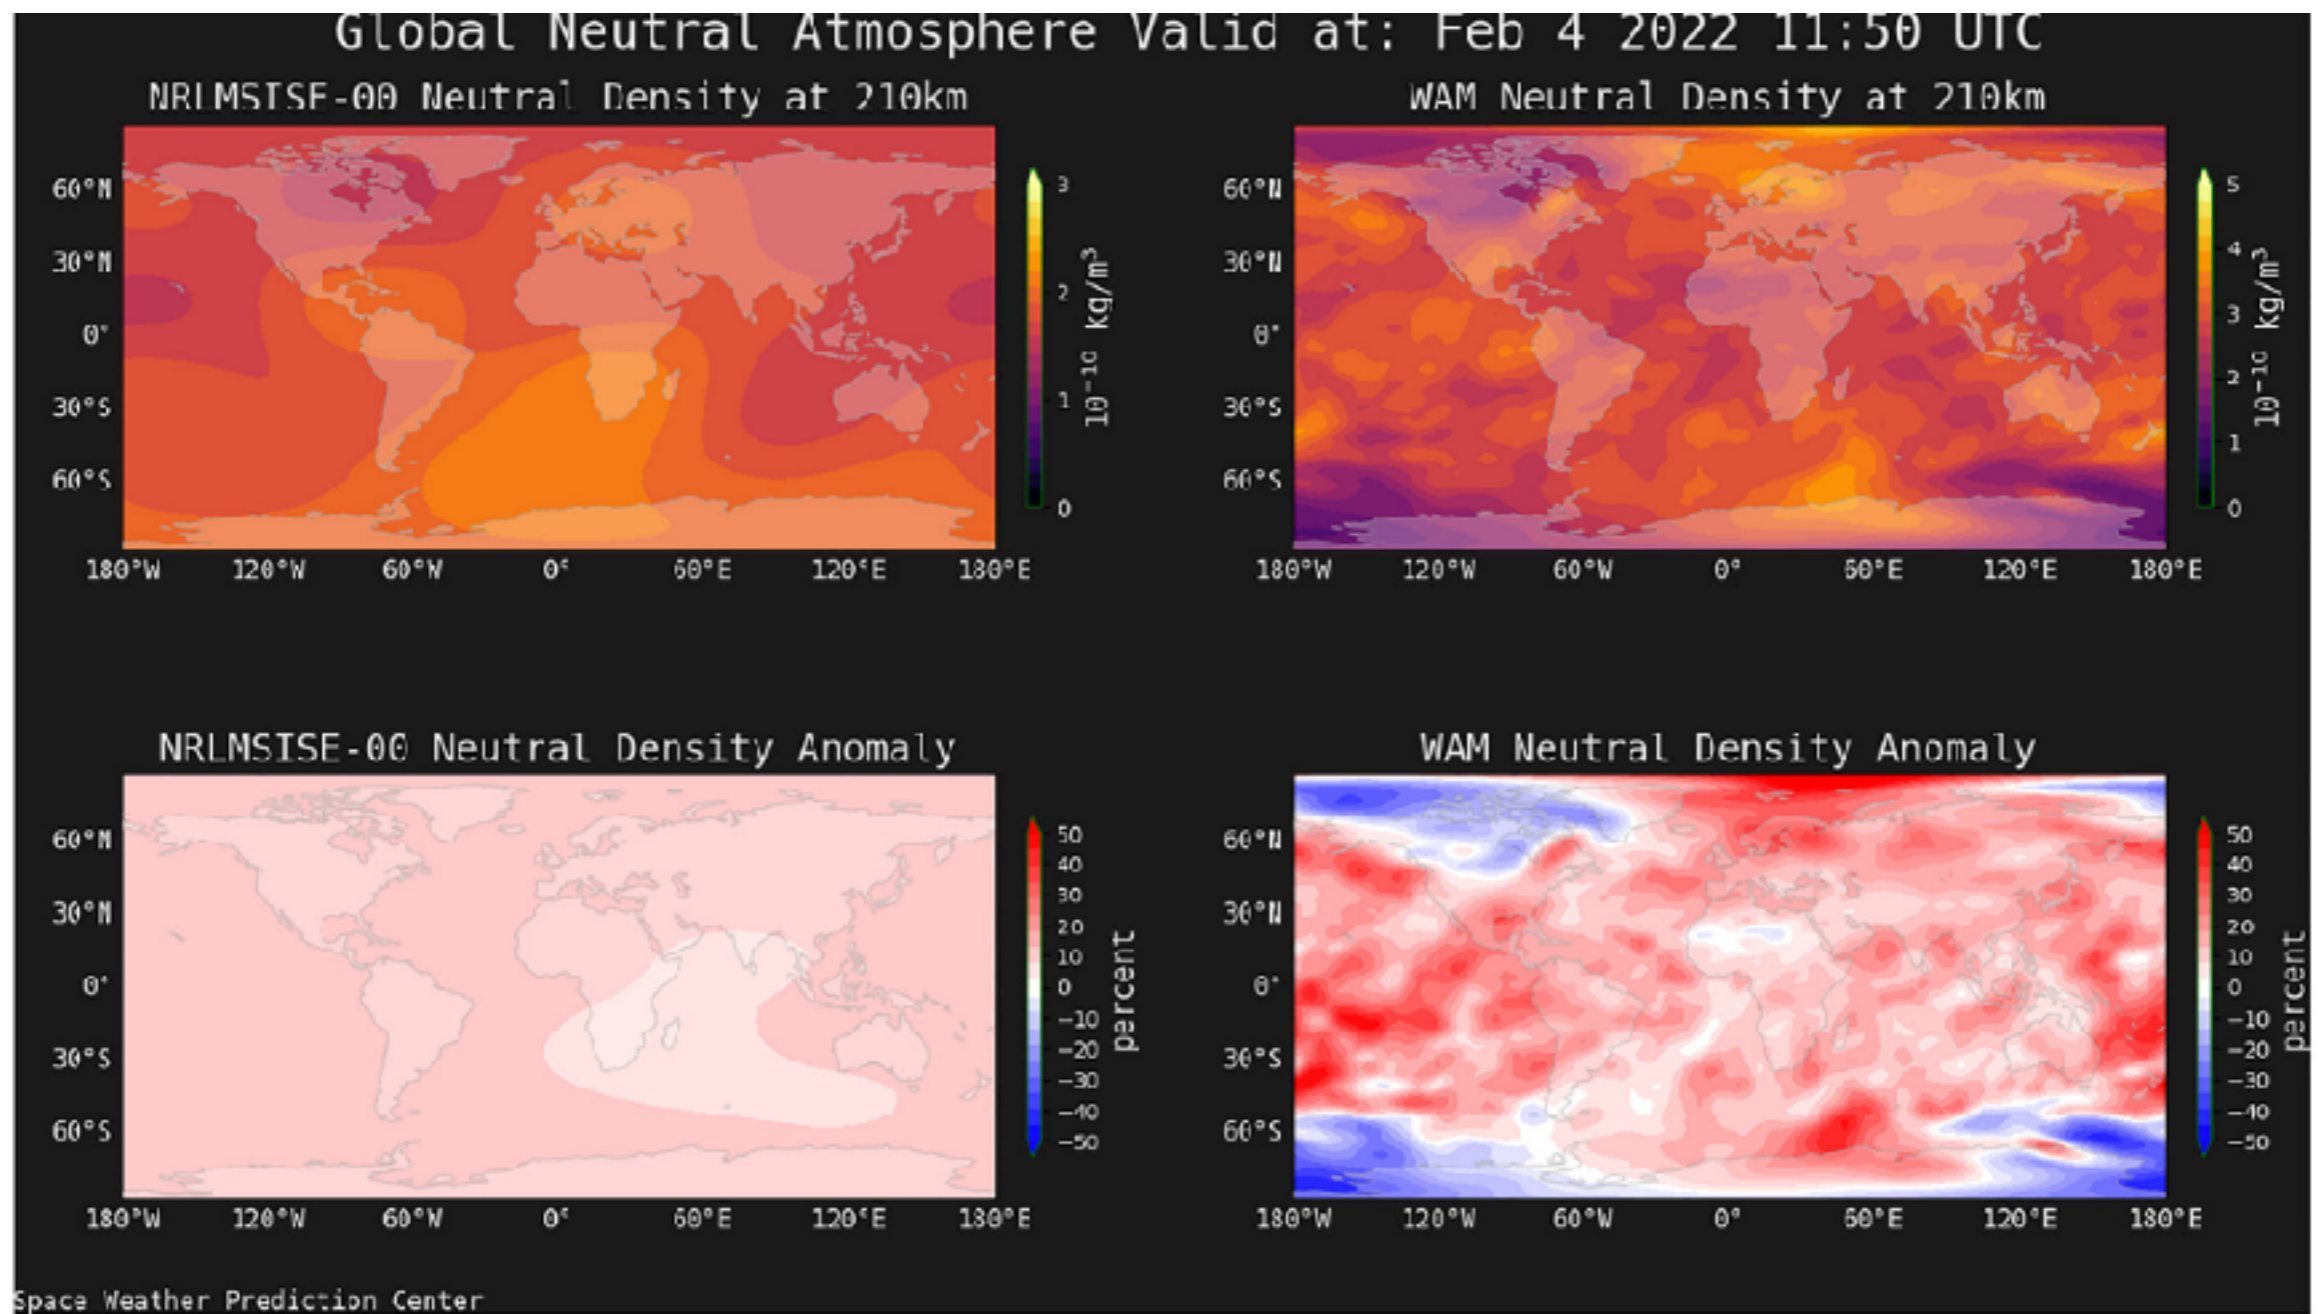 Global Neutral Atmosphere Valid at: Feb 4 2022 11:50 UTC
NRLMSISE-00 Neutral Density at 210km
60°N
30°N
0°
30°S
60°S
180°W 120°W 60°W 0° 60°E 120°E 180°E
3
2
1
0
10⁻¹⁰ kg/m³
WAM Neutral Density at 210km
60°N
30°N
0°
30°S
60°S
180°W 120°W 60°W 0° 60°E 120°E 180°E
5
4
3
2
1
0
10⁻¹⁰ kg/m³
NRLMSISE-00 Neutral Density Anomaly
60°N
30°N
0°
30°S
60°S
180°W 120°W 60°W 0° 60°E 120°E 180°E
50
40
30
20
10
0
−10
−20
−30
−40
−50
percent
WAM Neutral Density Anomaly
60°N
30°N
0°
30°S
60°S
180°W 120°W 60°W 0° 60°E 120°E 180°E
50
40
30
20
10
0
−10
−20
−30
−40
−50
percent
Space Weather Prediction Center